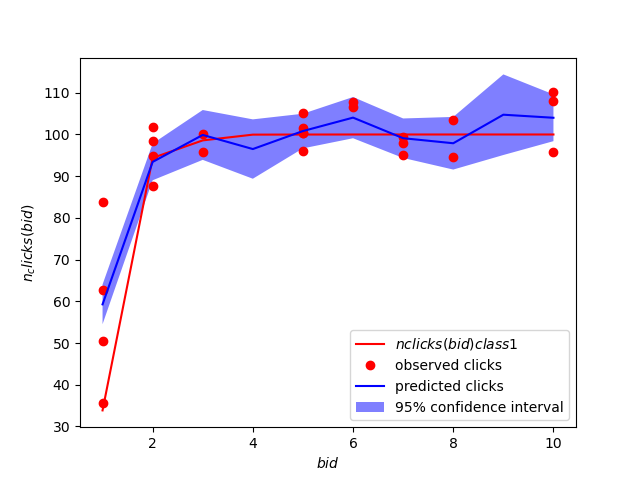 110
100
90
80
70
60
50
40
30
n_clicks(bid)
nclicks(bid)class1
observed clicks
predicted clicks
95% confidence interval
2
4
6
8
10
bid